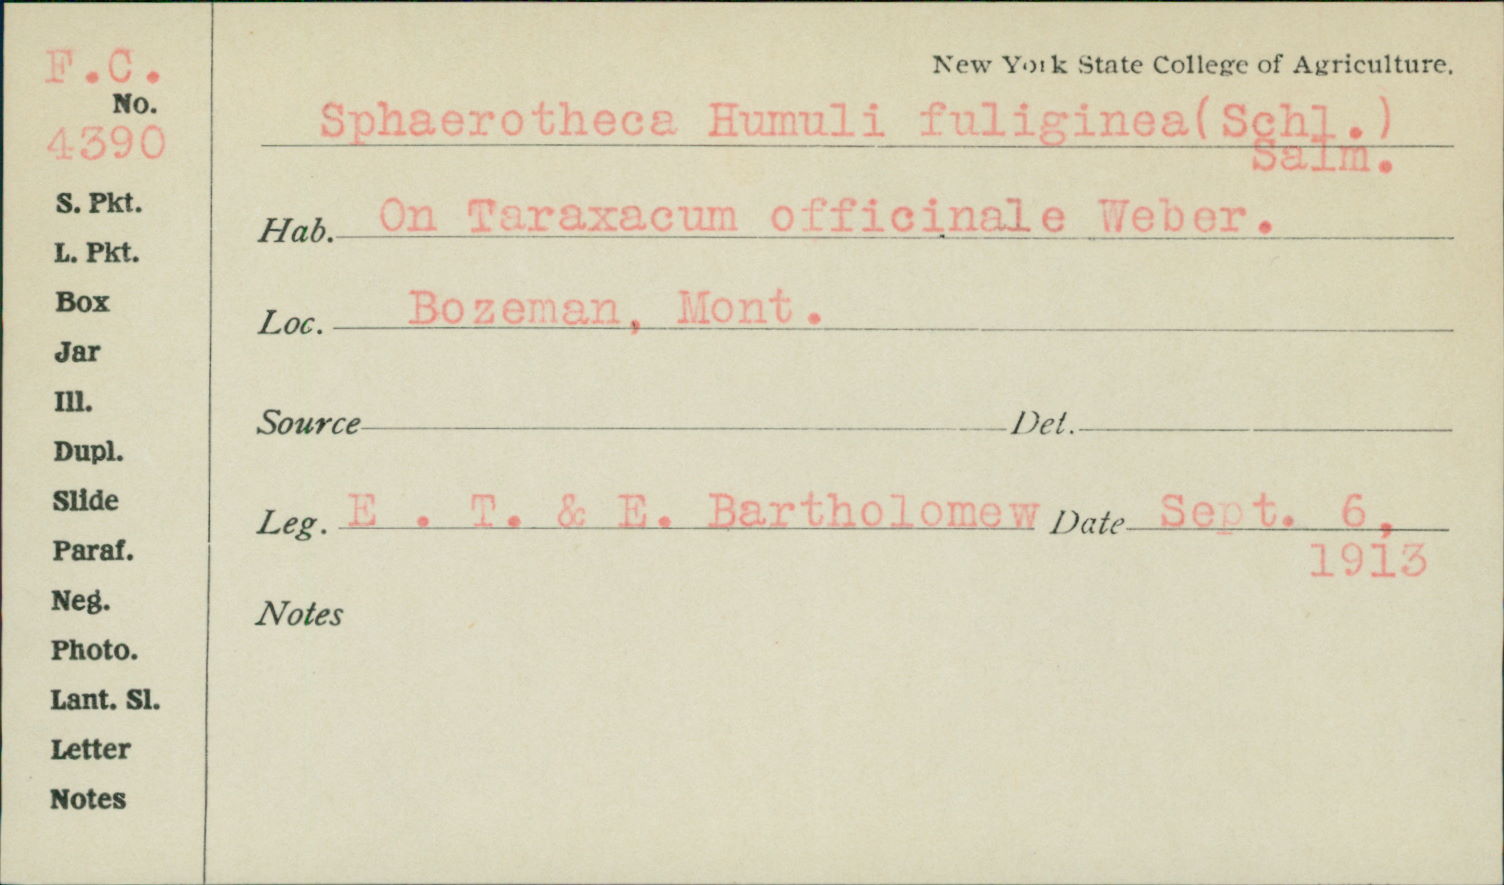 F.C.
No.
4390
S. Pkt.
L. Pkt.
Box
Jar
Ill.
Dupl.
Slide
Paraf.
Neg.
Photo.
Lant. Sl.
Letter
Notes
New York State College of Agriculture.
Sphaerotheca Humuli fuliginea(Schl.)
Salm.
Hab. On Taraxacum officinale Weber.
Loc. Bozeman, Mont.
Source Det.
Leg. E . T. & E. Bartholomew Date Sept. 6,
1913
Notes